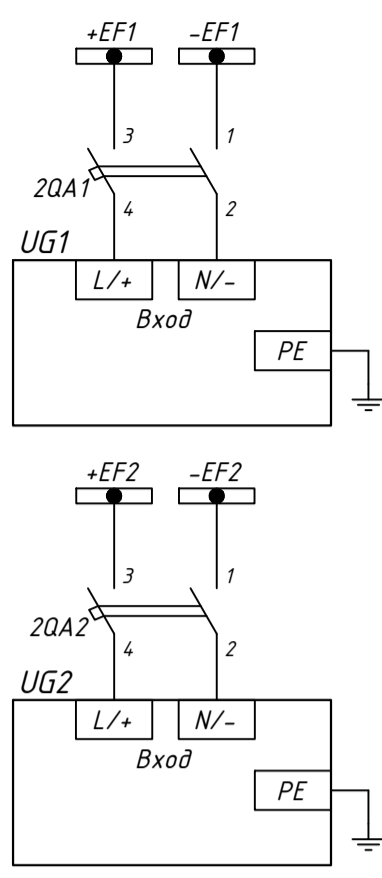 +EF1 -EF1
3 1
2QA1
4 2
UG1
L/+ N/-
Вход
PE
+EF2 -EF2
3 1
2QA2
4 2
UG2
L/+ N/-
Вход
PE